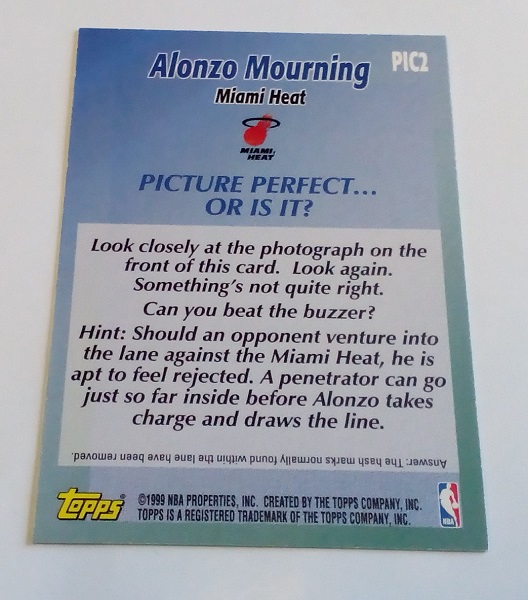 Alonzo Mourning
PIC2
Miami Heat
MIAMI
HEAT
PICTURE PERFECT...
OR IS IT?
Look closely at the photograph on the
front of this card.  Look again.
Something's not quite right.
Can you beat the buzzer?
Hint: Should an opponent venture into
the lane against the Miami Heat, he is
apt to feel rejected. A penetrator can go
just so far inside before Alonzo takes
charge and draws the line.
Answer: The hash marks normally found within the lane have been removed.
topps®
©1999 NBA PROPERTIES, INC. CREATED BY THE TOPPS COMPANY, INC.
TOPPS IS A REGISTERED TRADEMARK OF THE TOPPS COMPANY, INC.
NBA